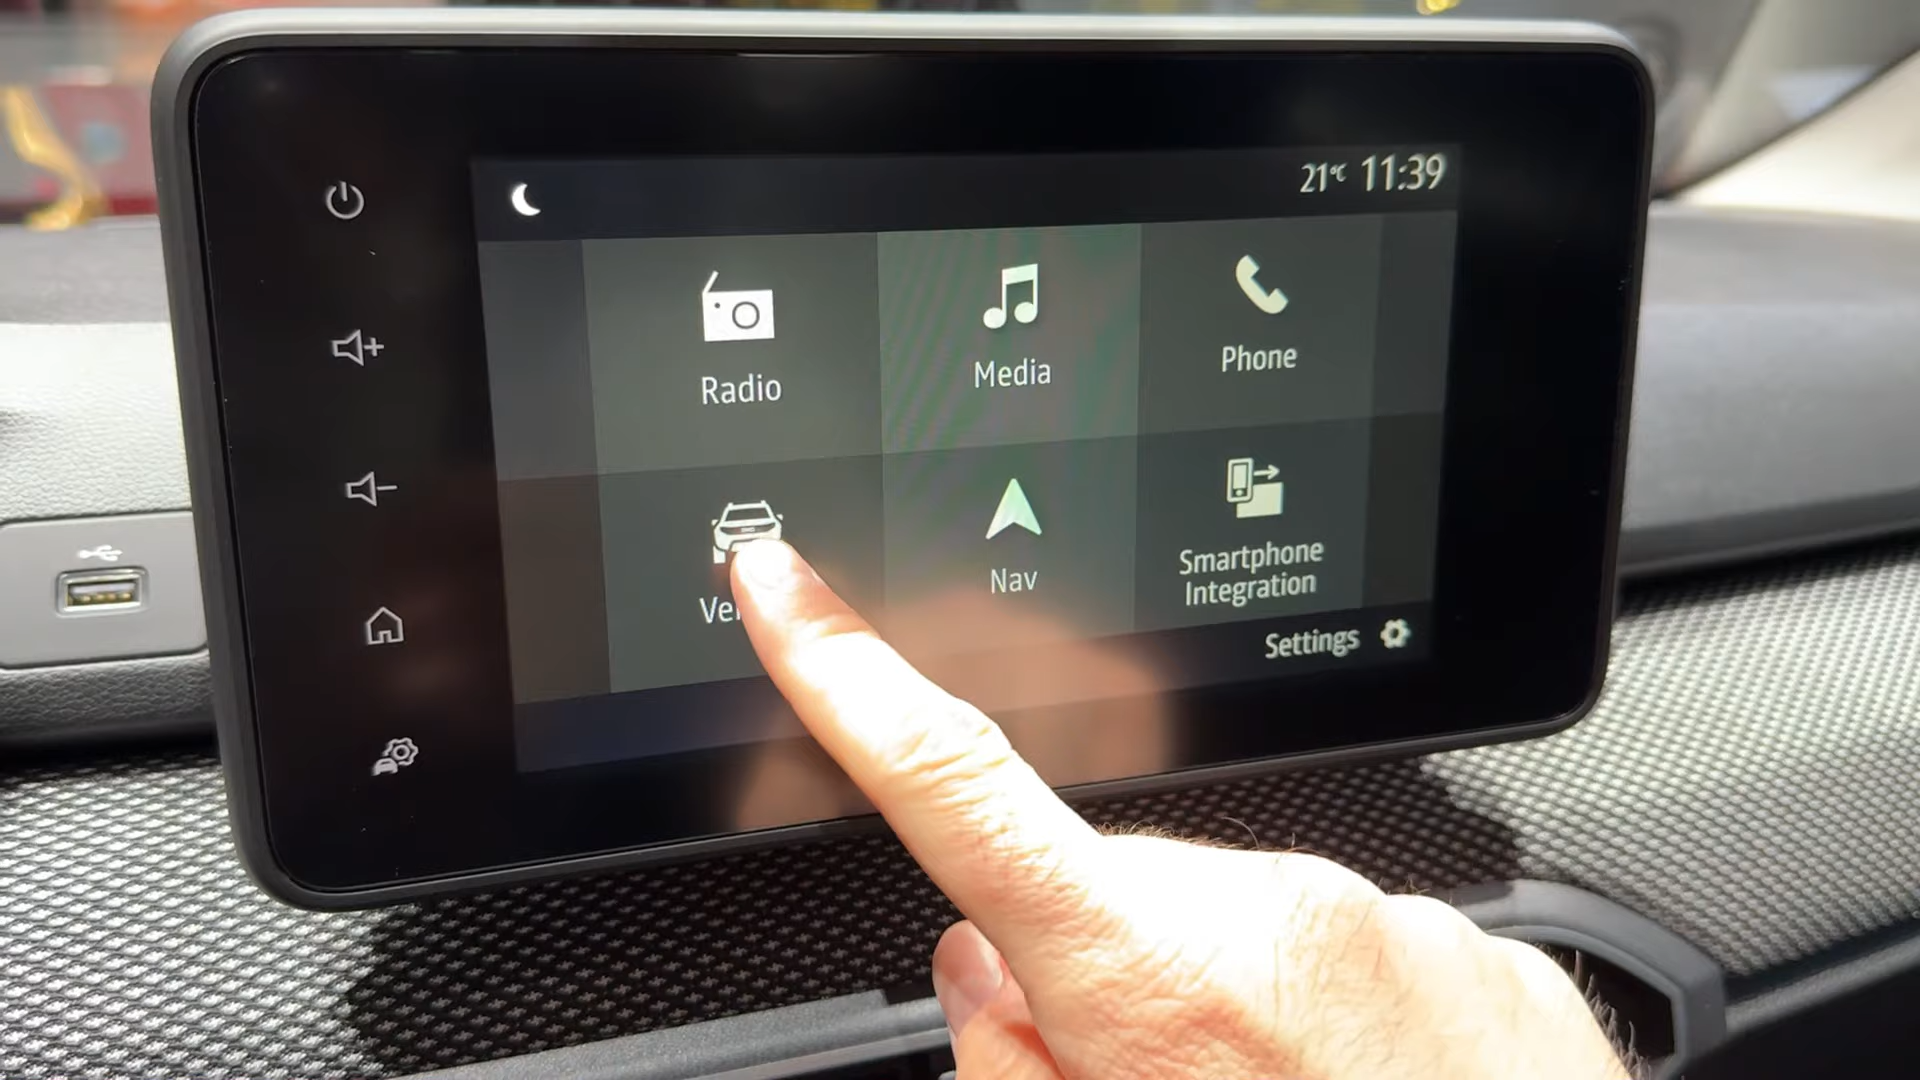 21°C 11:39
Radio
Media
Phone
Nav
Smartphone
Integration
Settings